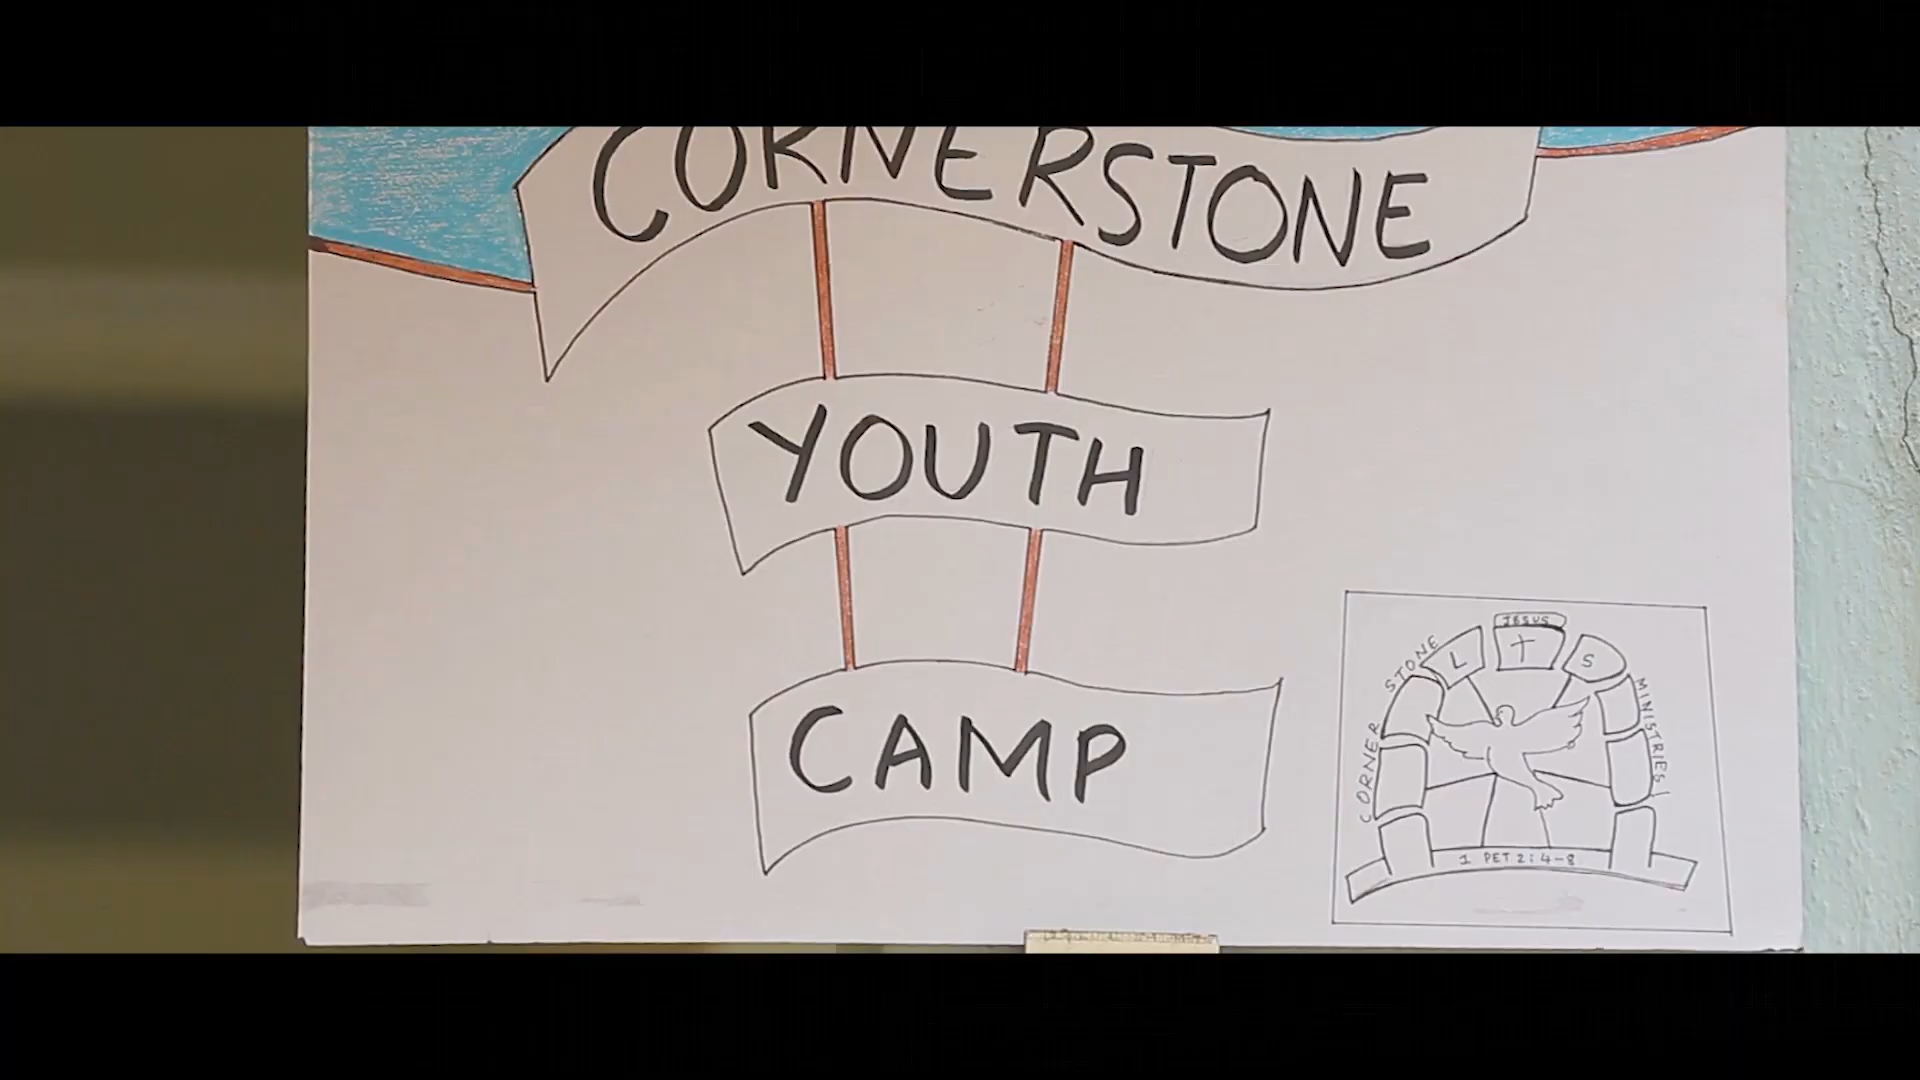 CORNERSTONE
YOUTH
CAMP
JESUS
L
S
CORNER STONE
MINISTRIES
1 PET 2:4-8